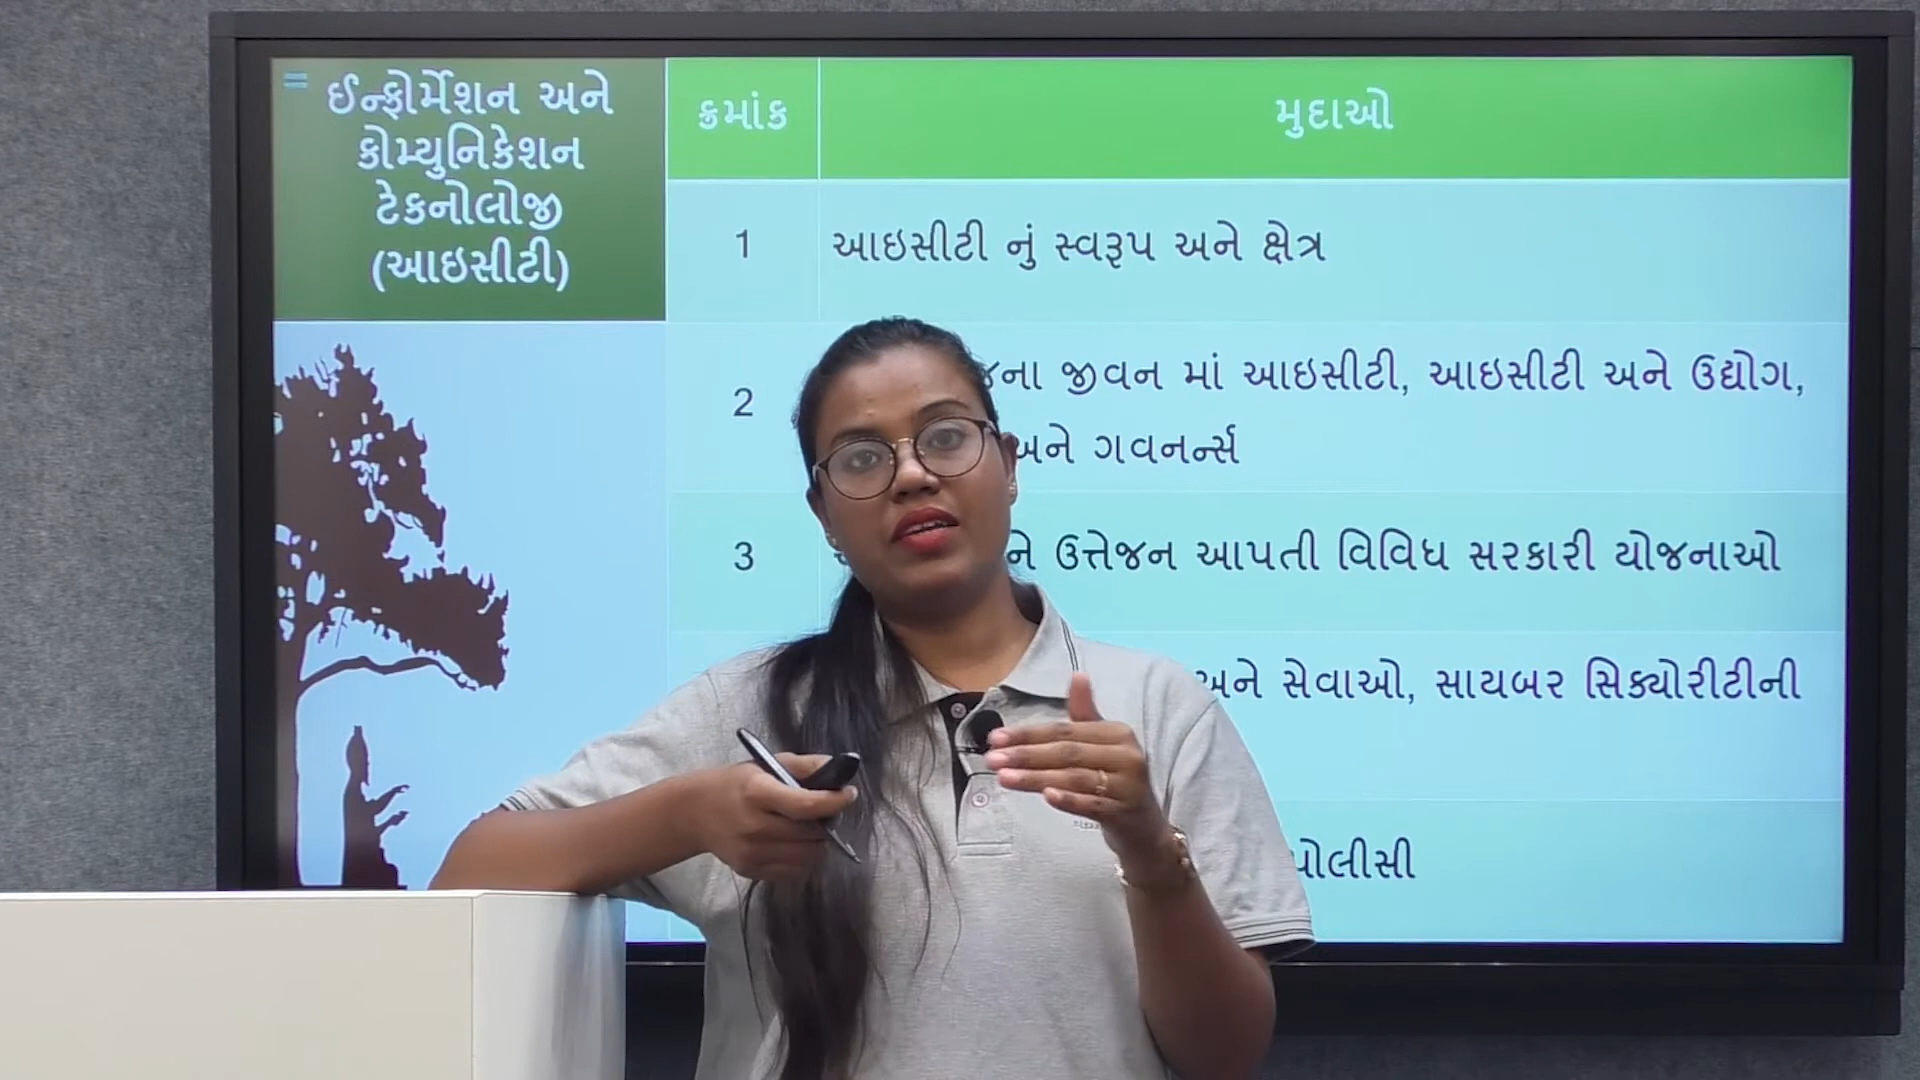 ઈન્ફોર્મેશન અને
કોમ્યુનિકેશન
ટેકનોલોજી
(આઇસીટી)
ક્રમાંક
મુદાઓ
1
આઇસીટી નું સ્વરૂપ અને ક્ષેત્ર
2
જીવન માં આઇસીટી, આઇસીટી અને ઉદ્યોગ,
અને ગવનર્ન્સ
3
ઉત્તેજન આપતી વિવિધ સરકારી યોજનાઓ
અને સેવાઓ, સાયબર સિક્યોરીટીની
પોલીસી